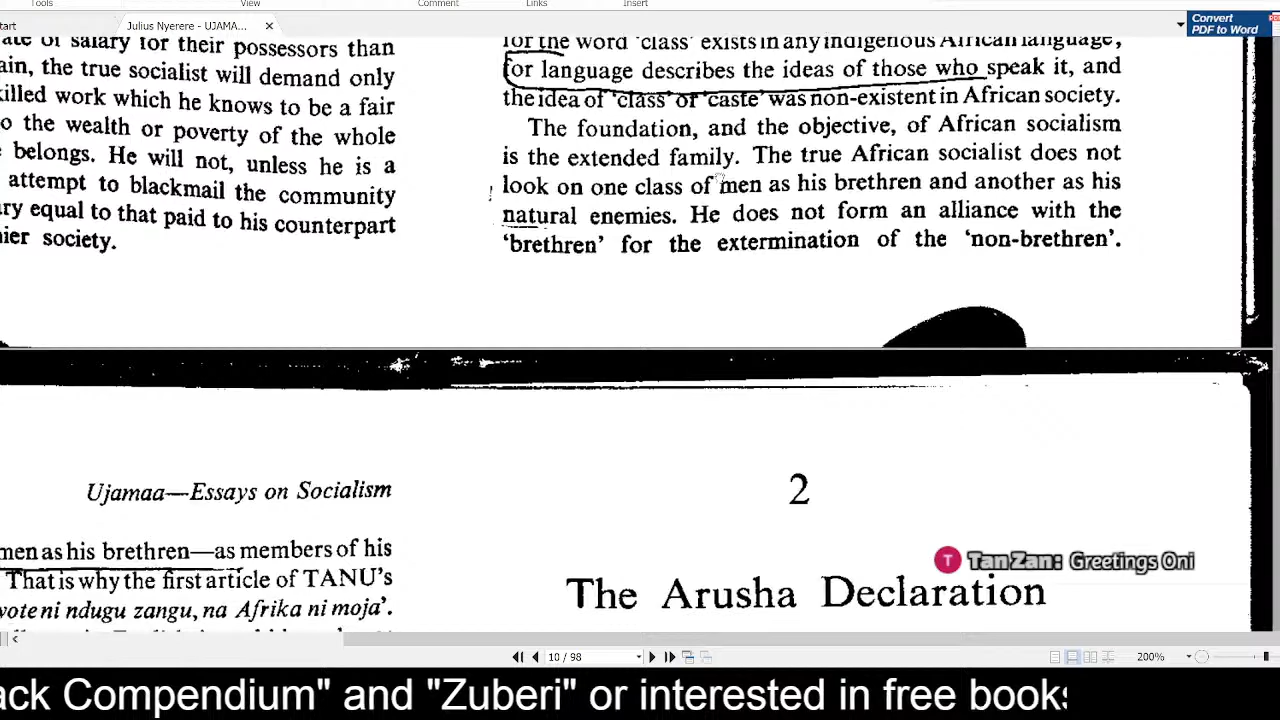 Tools
View
Comment
Links
Insert
tart
Julius Nyerere - UJAMA...
Convert
PDF to Word
of salary for their possessors than
ain, the true socialist will demand only
killed work which he knows to be a fair
o the wealth or poverty of the whole
belongs. He will not, unless he is a
attempt to blackmail the community
ry equal to that paid to his counterpart
ier society.
for the word 'class' exists in any indigenous African language,
for language describes the ideas of those who speak it, and
the idea of 'class' or 'caste' was non-existent in African society.
The foundation, and the objective, of African socialism
is the extended family. The true African socialist does not
look on one class of men as his brethren and another as his
natural enemies. He does not form an alliance with the
'brethren' for the extermination of the 'non-brethren'.
Ujamaa—Essays on Socialism
men as his brethren—as members of his
That is why the first article of TANU's
wote ni ndugu zangu, na Afrika ni moja'.
2
The Arusha Declaration
T TanZan: Greetings Oni
10 / 98
200%
ack Compendium" and "Zuberi" or interested in free books